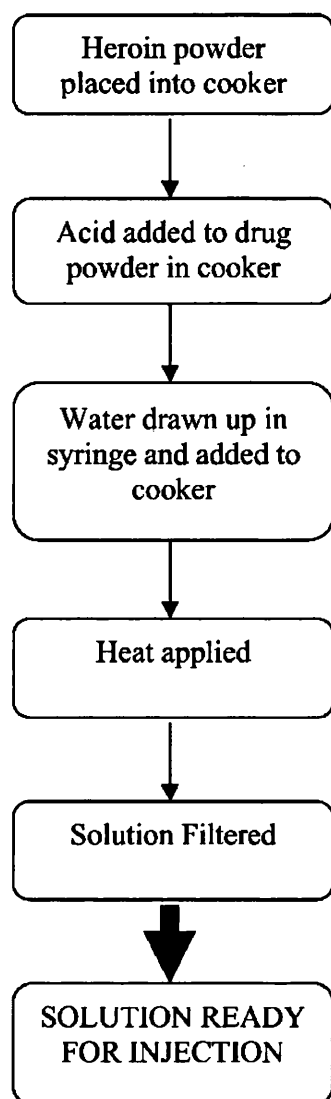 Heroin powder
placed into cooker
Acid added to drug
powder in cooker
Water drawn up in
syringe and added to
cooker
Heat applied
Solution Filtered
SOLUTION READY
FOR INJECTION